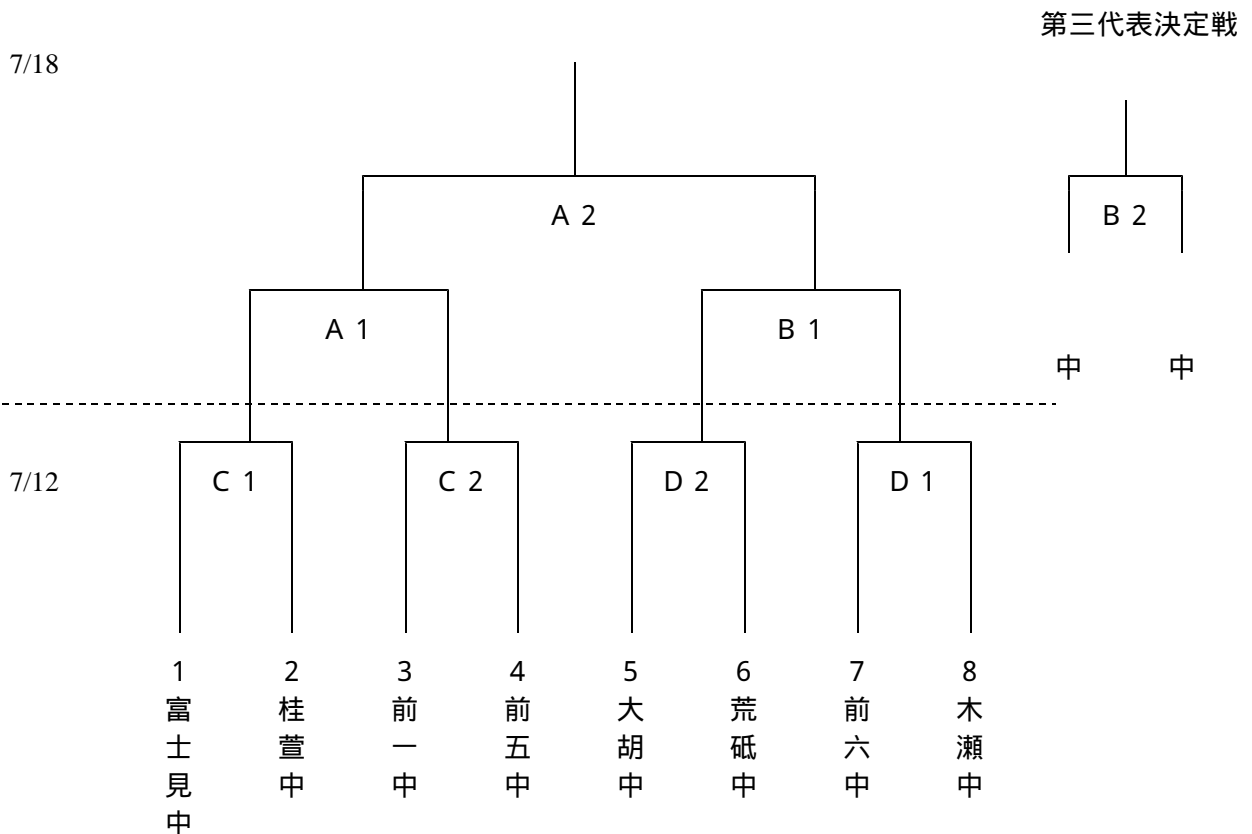 第三代表決定戦
7/18
A 2
B 2
A 1
B 1
中
中
7/12
C 1
C 2
D 2
D 1
1
富士見中
2
桂萱中
3
前一中
4
前五中
5
大胡中
6
荒砥中
7
前六中
8
木瀬中